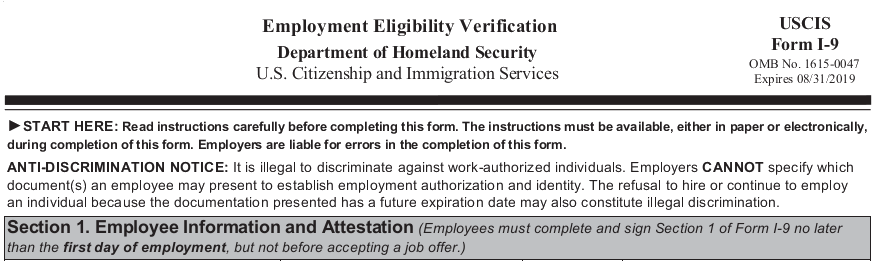 Employment Eligibility Verification
Department of Homeland Security
U.S. Citizenship and Immigration Services
USCIS
Form I-9
OMB No. 1615-0047
Expires 08/31/2019
►START HERE: Read instructions carefully before completing this form. The instructions must be available, either in paper or electronically,
during completion of this form. Employers are liable for errors in the completion of this form.
ANTI-DISCRIMINATION NOTICE: It is illegal to discriminate against work-authorized individuals. Employers CANNOT specify which
document(s) an employee may present to establish employment authorization and identity. The refusal to hire or continue to employ
an individual because the documentation presented has a future expiration date may also constitute illegal discrimination.
Section 1. Employee Information and Attestation (Employees must complete and sign Section 1 of Form I-9 no later
than the first day of employment, but not before accepting a job offer.)